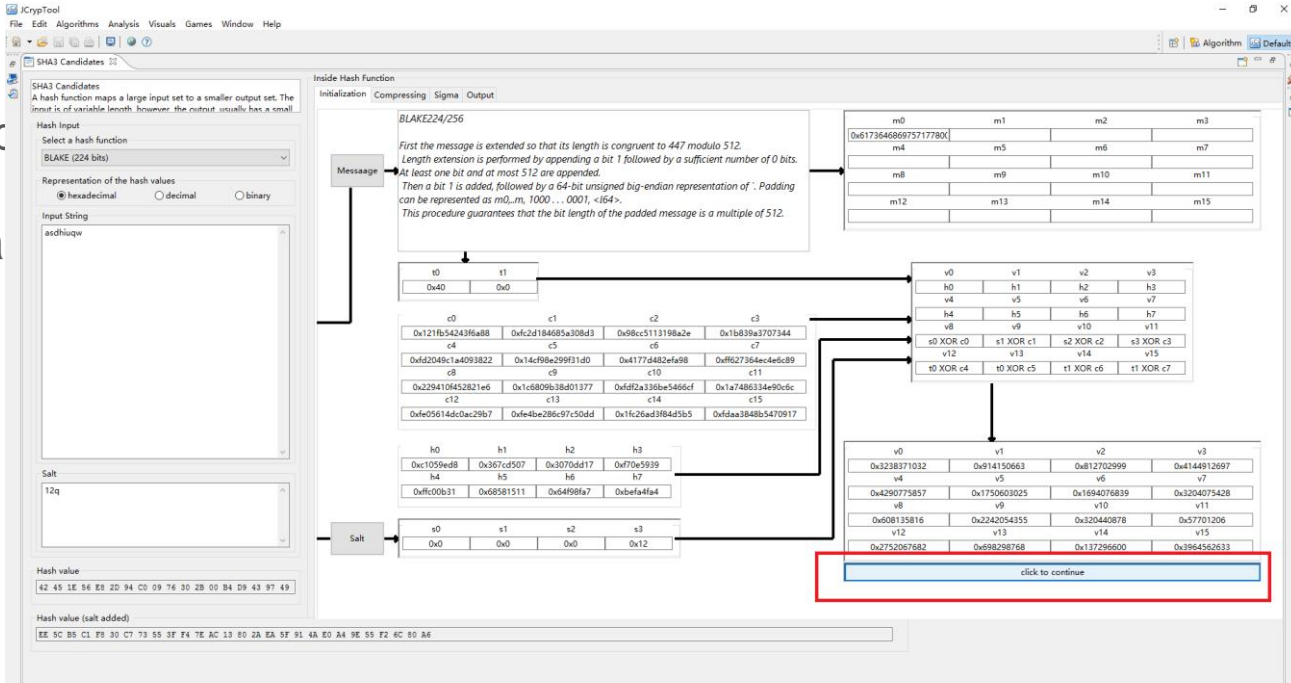 JCrypTool
File Edit Algorithms Analysis Visuals Games Window Help
Algorithm Default
SHA3 Candidates
SHA3 Candidates
A hash function maps a large input set to a smaller output set. The
input is of variable length, however, the output usually has a small
Hash Input
Select a hash function
BLAKE (224 bits)
Representation of the hash values
hexadecimal decimal binary
Input String
asdhiuqw
Salt
12q
Hash value
42 45 1E 56 E8 2D 94 C0 09 76 30 2B 00 B4 D9 43 97 49
Hash value (salt added)
EE 5C B5 C1 F8 30 C7 73 55 3F F4 7E AC 13 80 2A EA 5F 91 4A E0 A4 9E 55 F2 6C 80 A6
Inside Hash Function
Initialization Compressing Sigma Output
Messaage
BLAKE224/256
First the message is extended so that its length is congruent to 447 modulo 512.
Length extension is performed by appending a bit 1 followed by a sufficient number of 0 bits.
At least one bit and at most 512 are appended.
Then a bit 1 is added, followed by a 64-bit unsigned big-endian representation of `. Padding
can be represented as m0,..m, 1000 . . . 0001, <l64>.
This procedure guarantees that the bit length of the padded message is a multiple of 512.
m0 m1 m2 m3
m4 m5 m6 m7
m8 m9 m10 m11
m12 m13 m14 m15
t0 t1
0x40 0x0
c0 c1 c2 c3
0x121fb54243f6a88 0xfc2d184685a308d3 0x98cc5113198a2e 0x1b839a3707344
c4 c5 c6 c7
0xfd2049c1a4093822 0x14cf98e299f31d0 0x4177d482efa98 0xff627364ec4e6c89
c8 c9 c10 c11
0x229410f452821e6 0x1c6809b38d01377 0xfdf2a336be5466cf 0x1a7486334e90c6c
c12 c13 c14 c15
0xfe05614dc0ac29b7 0xfe4be286c97c50dd 0x1fc26ad3f84d5b5 0xfdaa3848b5470917
h0 h1 h2 h3
0xc1059ed8 0x367cd507 0x3070dd17 0xf70e5939
h4 h5 h6 h7
0xffc00b31 0x68581511 0x64f98fa7 0xbefa4fa4
Salt
s0 s1 s2 s3
0x0 0x0 0x0 0x12
v0 v1 v2 v3
h0 h1 h2 h3
v4 v5 v6 v7
h4 h5 h6 h7
v8 v9 v10 v11
s0 XOR c0 s1 XOR c1 s2 XOR c2 s3 XOR c3
v12 v13 v14 v15
t0 XOR c4 t0 XOR c5 t1 XOR c6 t1 XOR c7
v0 v1 v2 v3
0x3238371032 0x914150663 0x812702999 0x4144912697
v4 v5 v6 v7
0x4290775857 0x1750603025 0x1694076839 0x3204075428
v8 v9 v10 v11
0x608135816 0x2242054355 0x320440878 0x57701206
v12 v13 v14 v15
0x2752067682 0x698298768 0x137296600 0x3964562633
click to continue